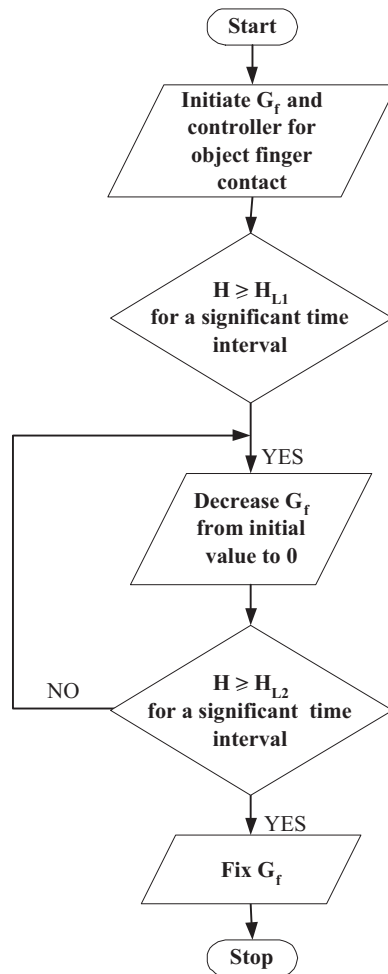 Start
Initiate G_f and
controller for
object finger
contact
H ≥ H_L1
for a significant time
interval
YES
Decrease G_f
from initial
value to 0
H ≥ H_L2
for a significant time
interval
NO
YES
Fix G_f
Stop